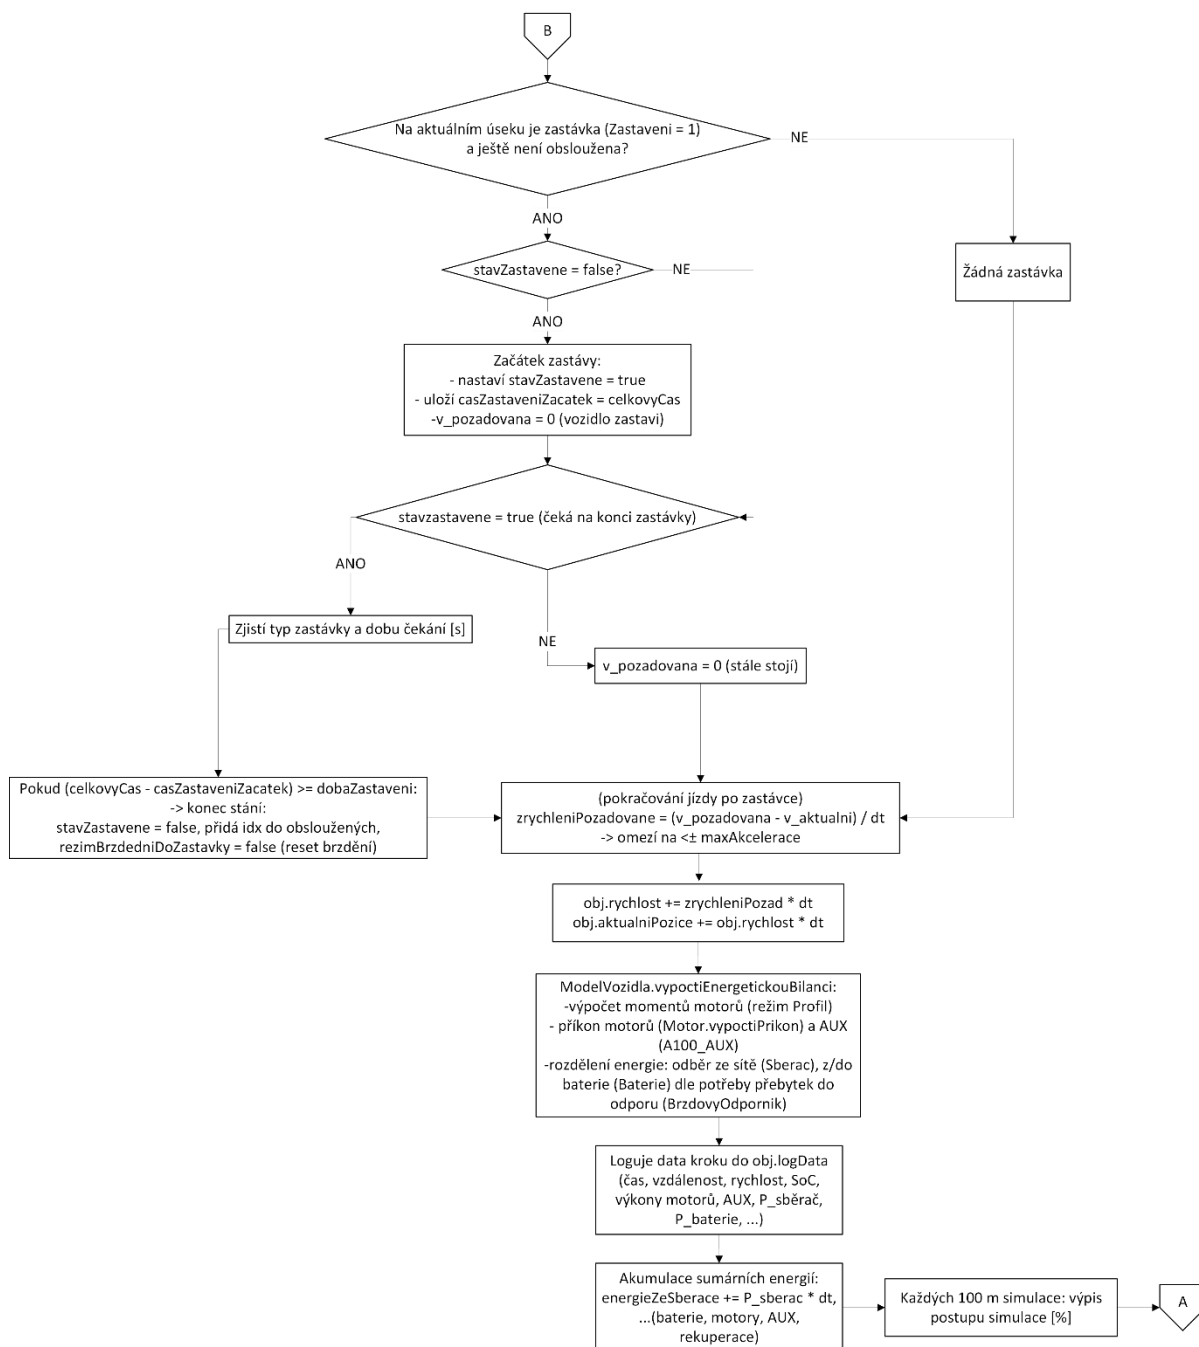 B
Na aktuálním úseku je zastávka (Zastaveni = 1)
a ještě není obsloužena?
NE
ANO
stavZastavene = false?
NE
Žádná zastávka
ANO
Začátek zastávy:
- nastaví stavZastavene = true
- uloží casZastaveniZacatek = celkovyCas
-v_pozadovana = 0 (vozidlo zastavi)
stavzastavene = true (čeká na konci zastávky)
ANO
Zjistí typ zastávky a dobu čekání [s]
NE
v_pozadovana = 0 (stále stojí)
Pokud (celkovyCas - casZastaveniZacatek) >= dobaZastaveni:
-> konec stání:
stavZastavene = false, přidá idx do obsloužených,
rezimBrzdedniDoZastavky = false (reset brzdění)
(pokračování jízdy po zastávce)
zrychleniPozadovane = (v_pozadovana - v_aktualni) / dt
-> omezí na <± maxAkcelerace
obj.rychlost += zrychleniPozad * dt
obj.aktualniPozice += obj.rychlost * dt
ModelVozidla.vypoctiEnergetickouBilanci:
-výpočet momentů motorů (režim Profil)
- příkon motorů (Motor.vypoctiPrikon) a AUX
(A100_AUX)
-rozdělení energie: odběr ze sítě (Sberac), z/do
baterie (Baterie) dle potřeby přebytek do
odporu (BrzdovyOdpornik)
Loguje data kroku do obj.logData
(čas, vzdálenost, rychlost, SoC,
výkony motorů, AUX, P_sběrač,
P_baterie, ...)
Akumulace sumárních energií:
energieZeSberace += P_sberac * dt,
...(baterie, motory, AUX,
rekuperace)
Každých 100 m simulace: výpis
postupu simulace [%]
A